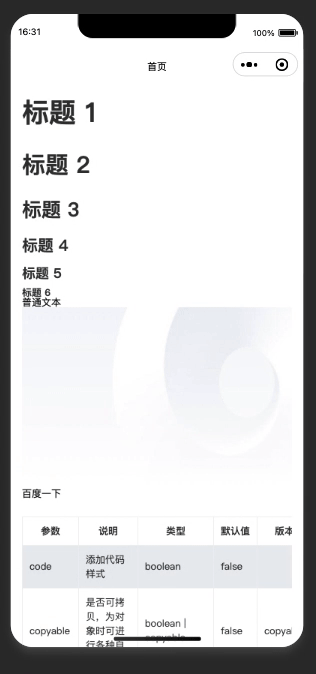 16:31
100%
首页
标题 1
标题 2
标题 3
标题 4
标题 5
标题 6
普通文本
百度一下
参数 说明 类型 默认值 版本
code 添加代码
样式 boolean false
是否可拷
贝，为对
象时可进
行各种自
copyable boolean | false